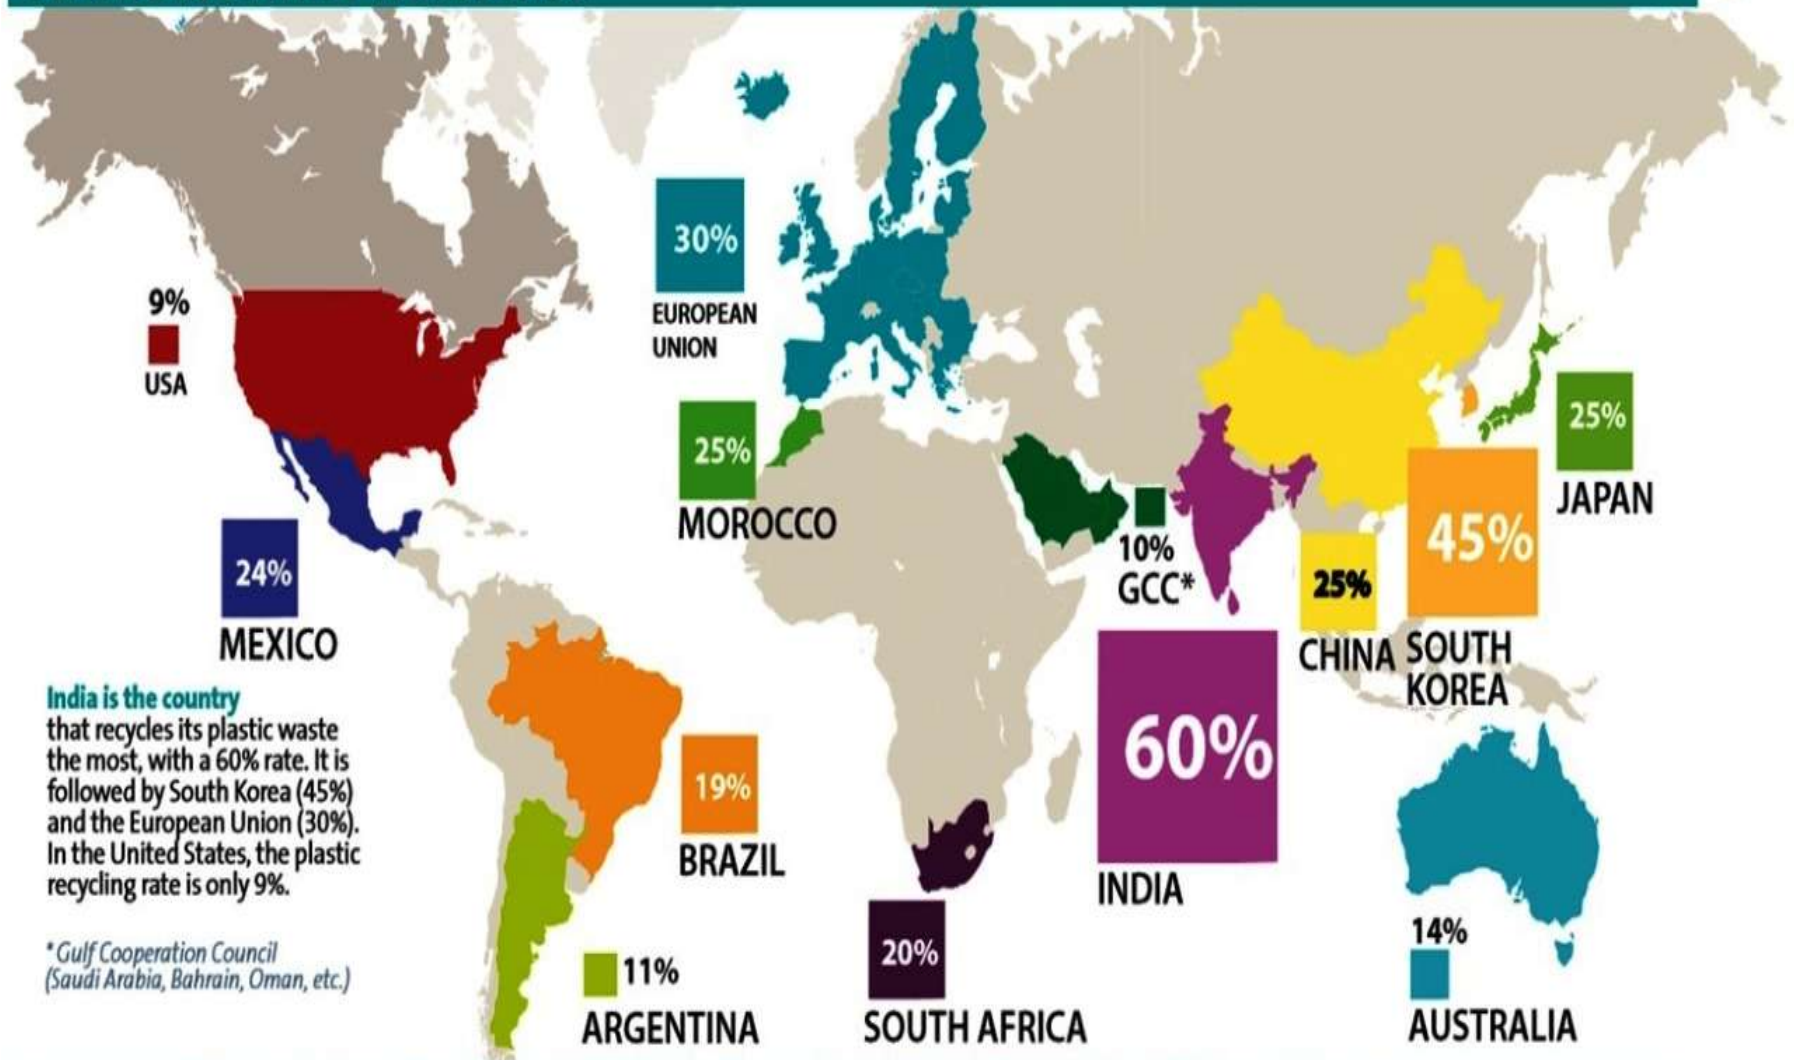 30%
EUROPEAN
UNION
9%
USA
25%
MOROCCO
25%
JAPAN
45%
SOUTH
KOREA
25%
CHINA
10%
GCC*
24%
MEXICO
60%
INDIA
India is the country
that recycles its plastic waste
the most, with a 60% rate. It is
followed by South Korea (45%)
and the European Union (30%).
In the United States, the plastic
recycling rate is only 9%.
*Gulf Cooperation Council
(Saudi Arabia, Bahrain, Oman, etc.)
19%
BRAZIL
11%
ARGENTINA
20%
SOUTH AFRICA
14%
AUSTRALIA